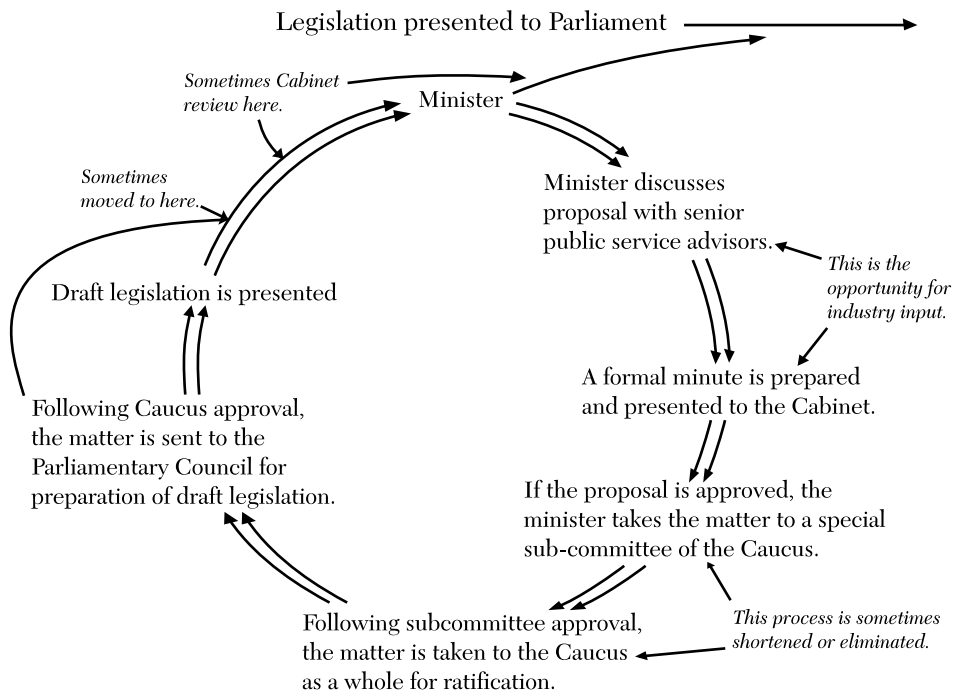 Legislation presented to Parliament
Sometimes Cabinet
review here.
Minister
Sometimes
moved to here.
Minister discusses
proposal with senior
public service advisors.
This is the
opportunity for
industry input.
Draft legislation is presented
A formal minute is prepared
and presented to the Cabinet.
Following Caucus approval,
the matter is sent to the
Parliamentary Council for
preparation of draft legislation.
If the proposal is approved, the
minister takes the matter to a special
sub-committee of the Caucus.
This process is sometimes
shortened or eliminated.
Following subcommittee approval,
the matter is taken to the Caucus
as a whole for ratification.